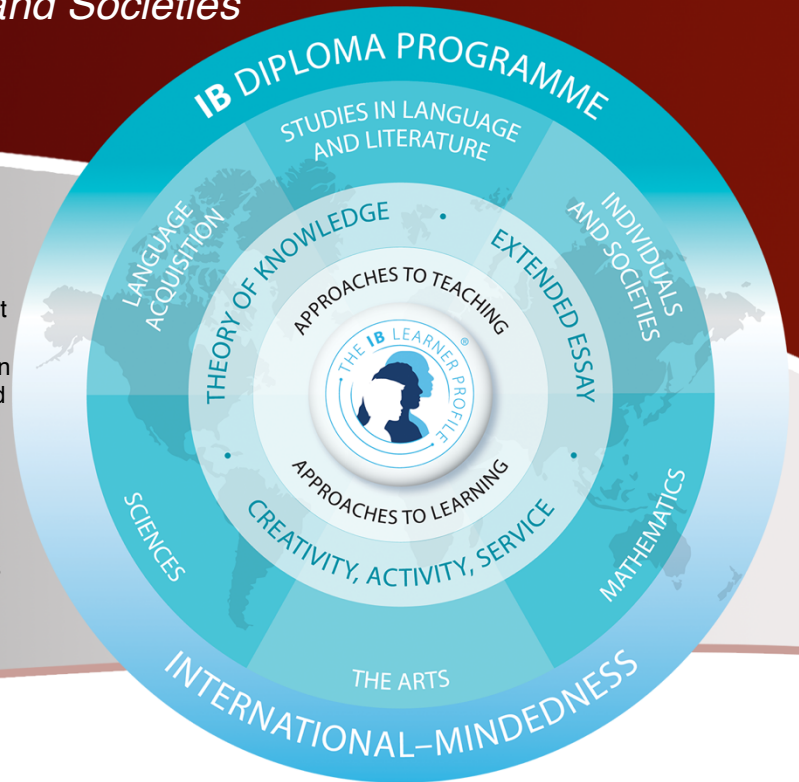 and Societies
IB DIPLOMA PROGRAMME
STUDIES IN LANGUAGE
AND LITERATURE
LANGUAGE
ACQUISITION
INDIVIDUALS
AND SOCIETIES
THEORY OF KNOWLEDGE
•
EXTENDED ESSAY
APPROACHES TO TEACHING
• THE IB LEARNER PROFILE •
®
APPROACHES TO LEARNING
•
•
CREATIVITY, ACTIVITY, SERVICE
SCIENCES
MATHEMATICS
THE ARTS
INTERNATIONAL–MINDEDNESS